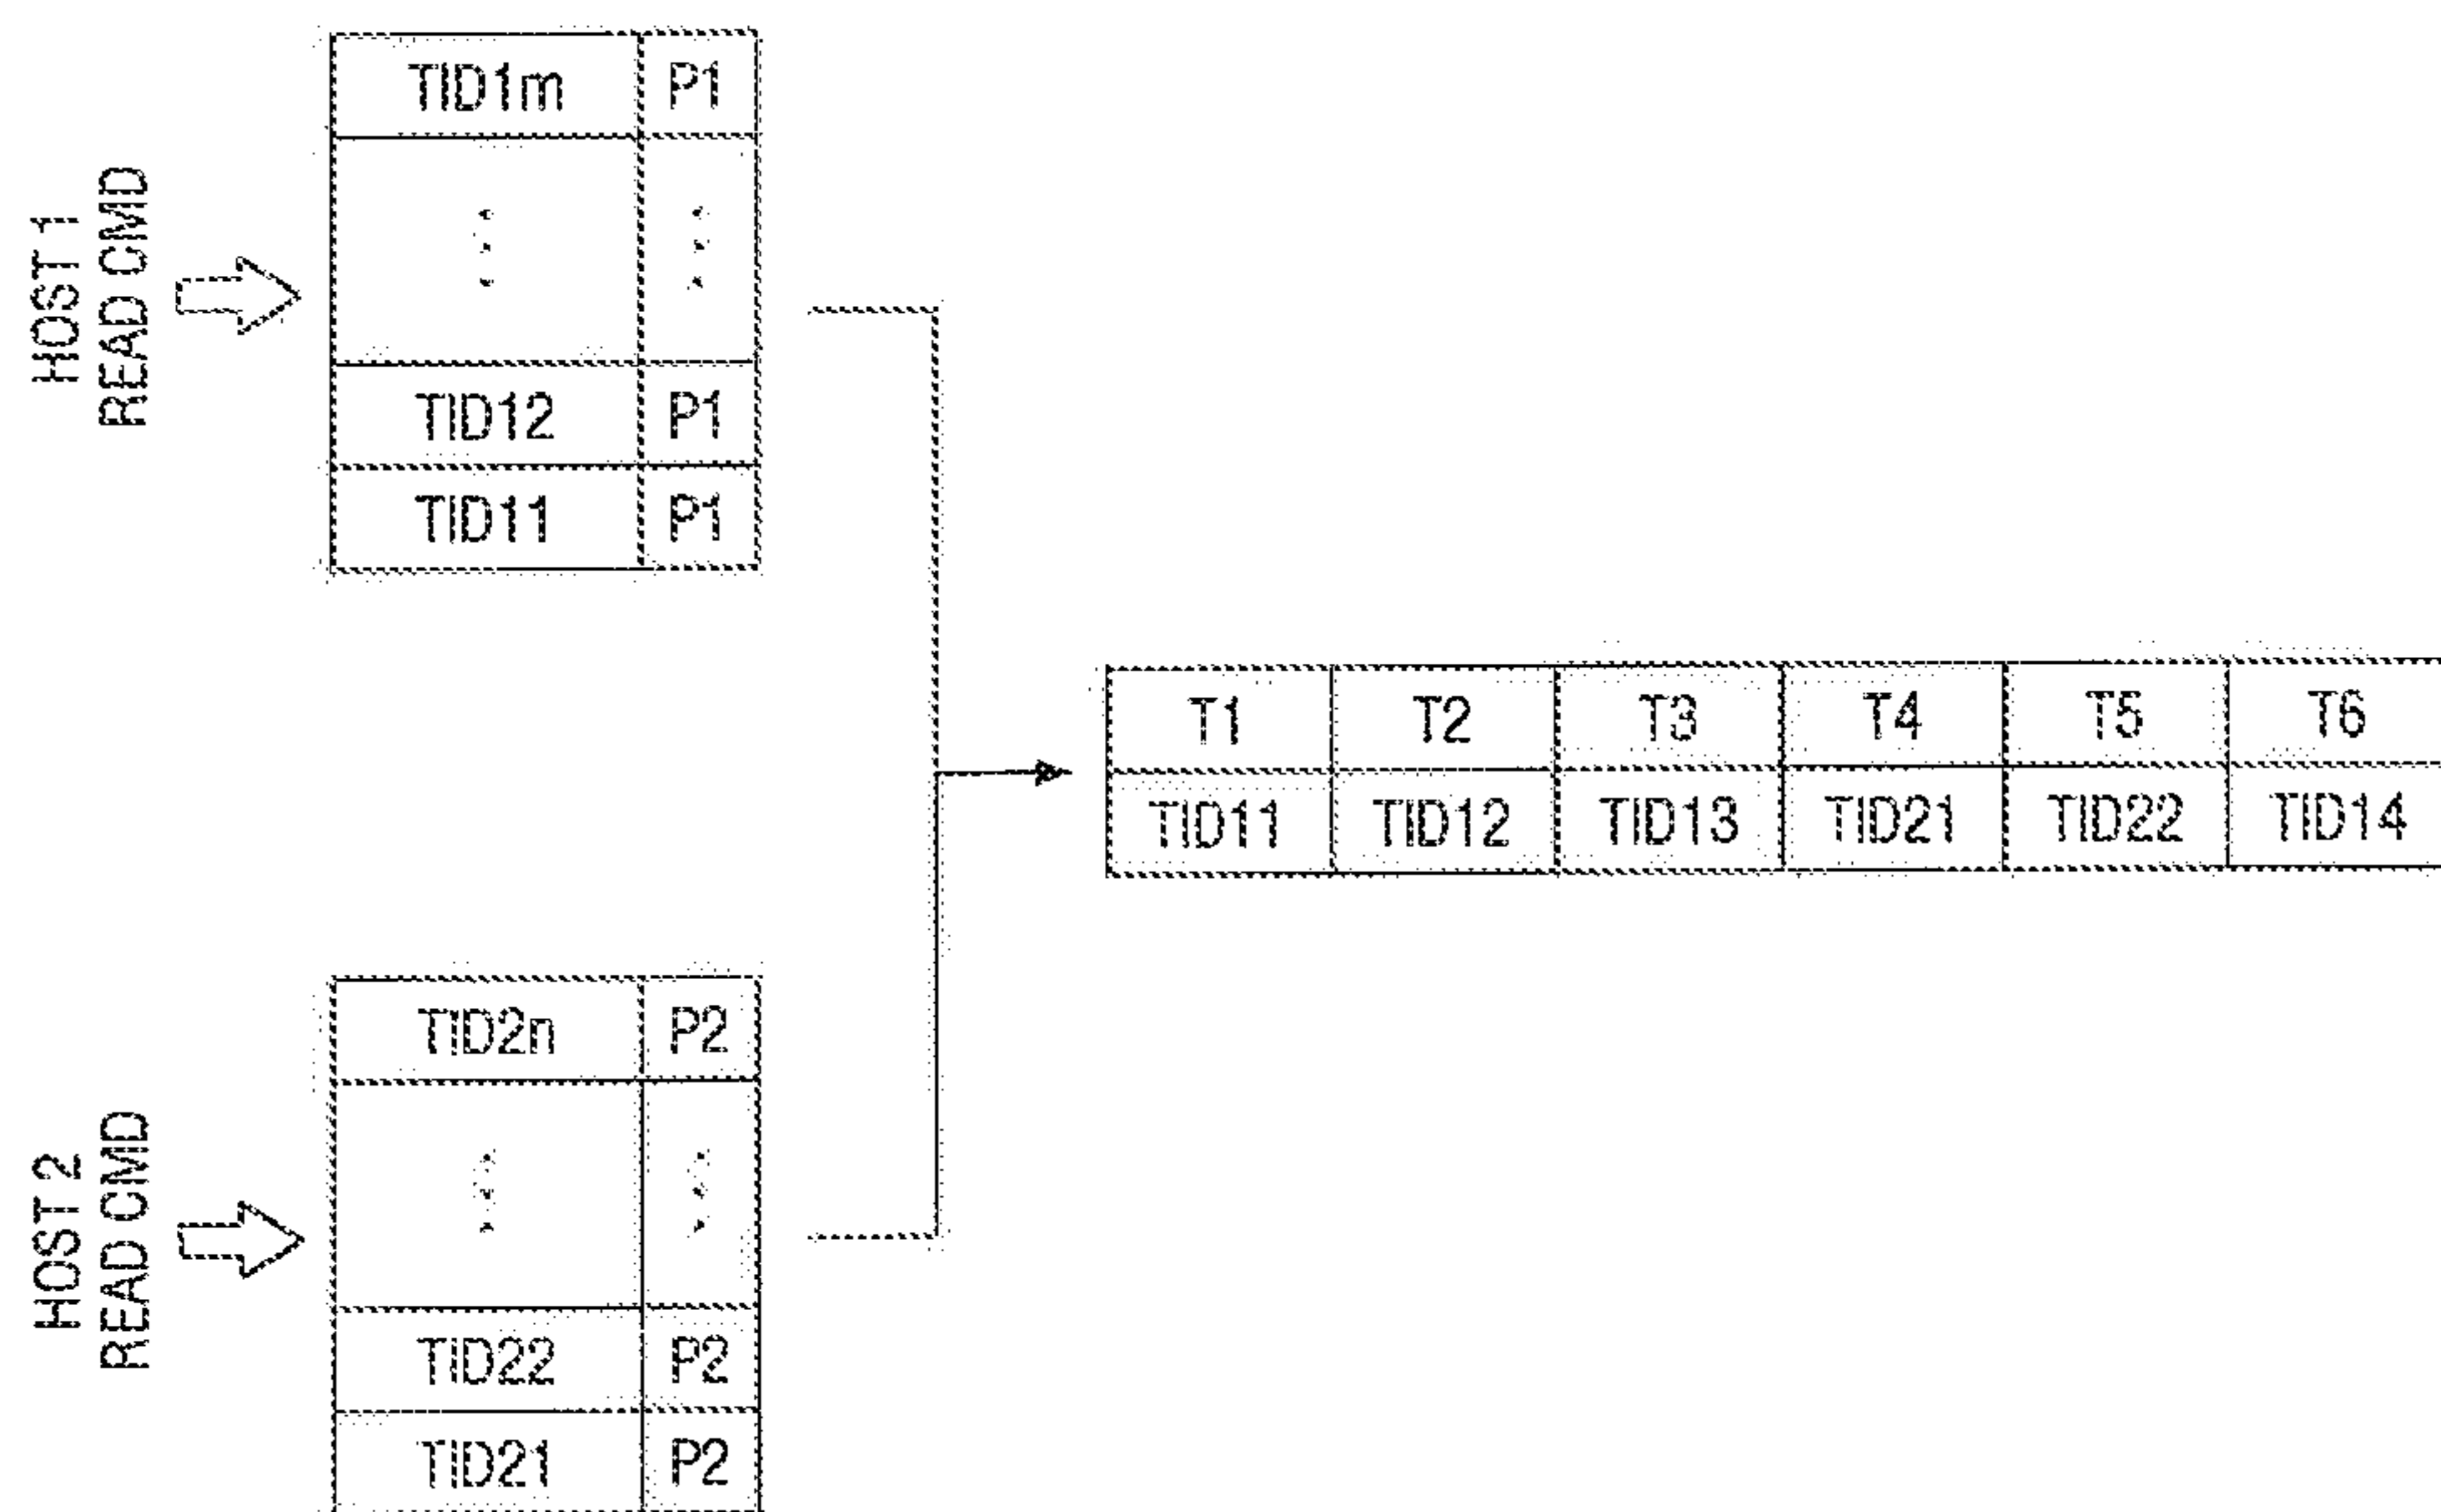 HOST 1
READ CMD
TID1m P1
TID12 P1
TID11 P1
T1 T2 T3 T4 T5 T6
TID11 TID12 TID13 TID21 TID22 TID14
HOST 2
READ CMD
TID2n P2
TID22 P2
TID21 P2